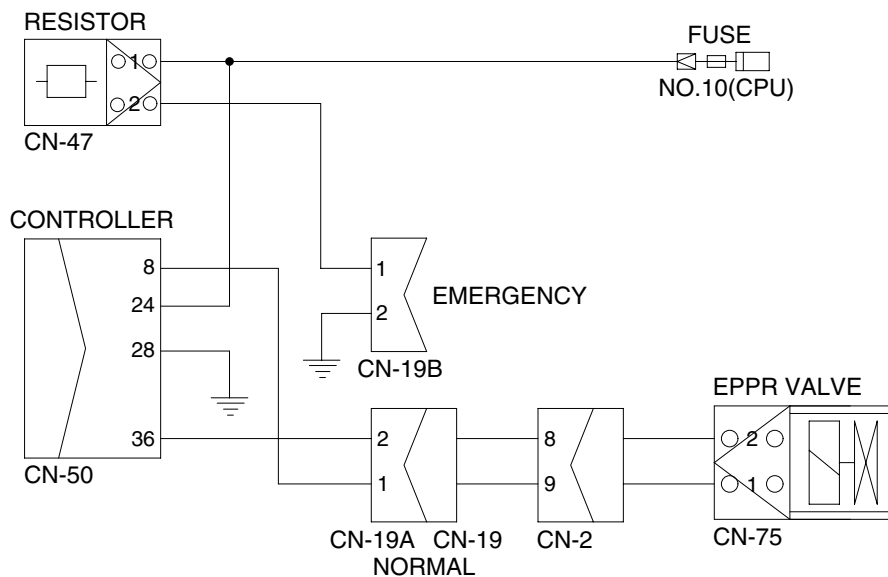 RESISTOR
FUSE
1
2
NO.10(CPU)
CN-47
CONTROLLER
8
1
24
EMERGENCY
2
28
CN-19B
EPPR VALVE
36
2
8
2
1
9
1
CN-50
CN-19A
CN-19
CN-2
CN-75
NORMAL